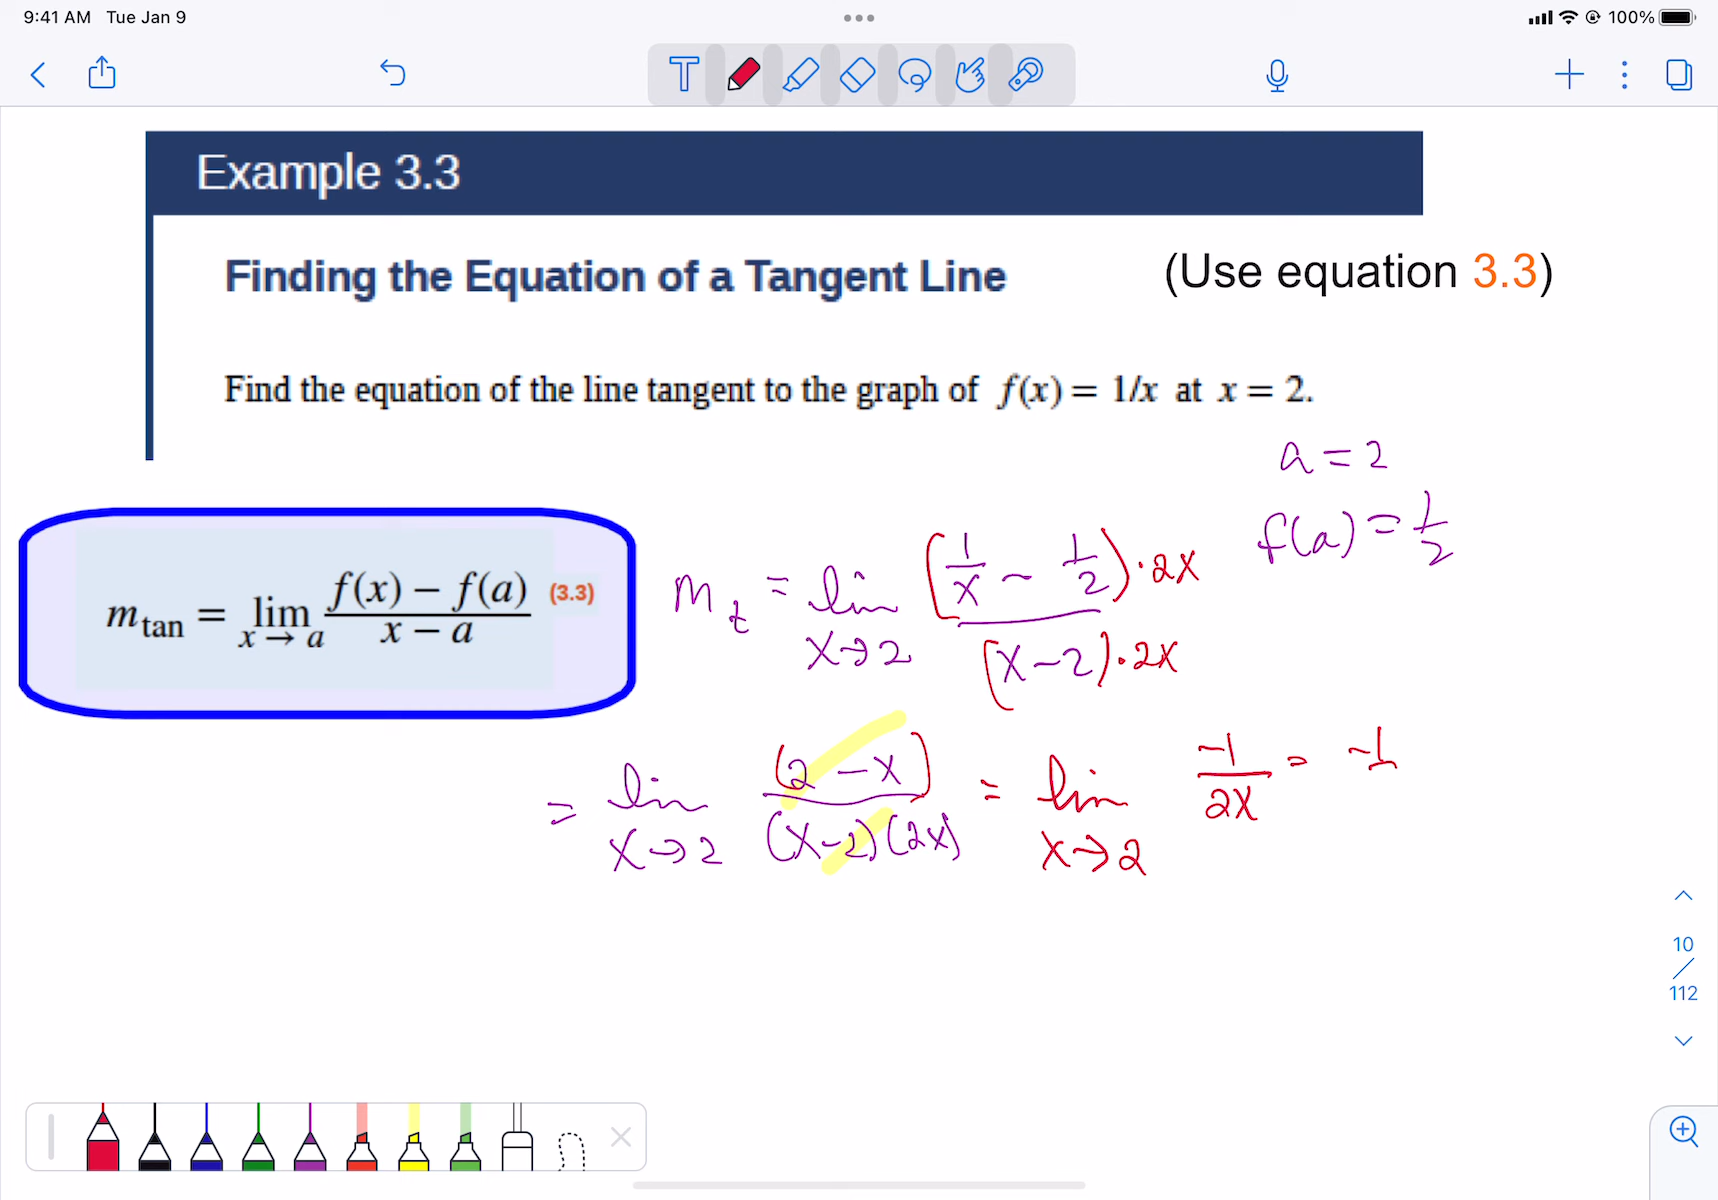 9:41 AM Tue Jan 9
100%
Example 3.3
Finding the Equation of a Tangent Line (Use equation 3.3)
Find the equation of the line tangent to the graph of f(x) = 1/x at x = 2.
a = 2
f(a) = 1/2
m_tan = lim_{x → a} (f(x) − f(a))/(x − a) (3.3)
m_t = lim_{x→2} ((1/x − 1/2)·2x)/((x−2)·2x)
= lim_{x→2} (2 − x)/((x−2)(2x)) = lim_{x→2} −1/(2x) = −1
10
/
112